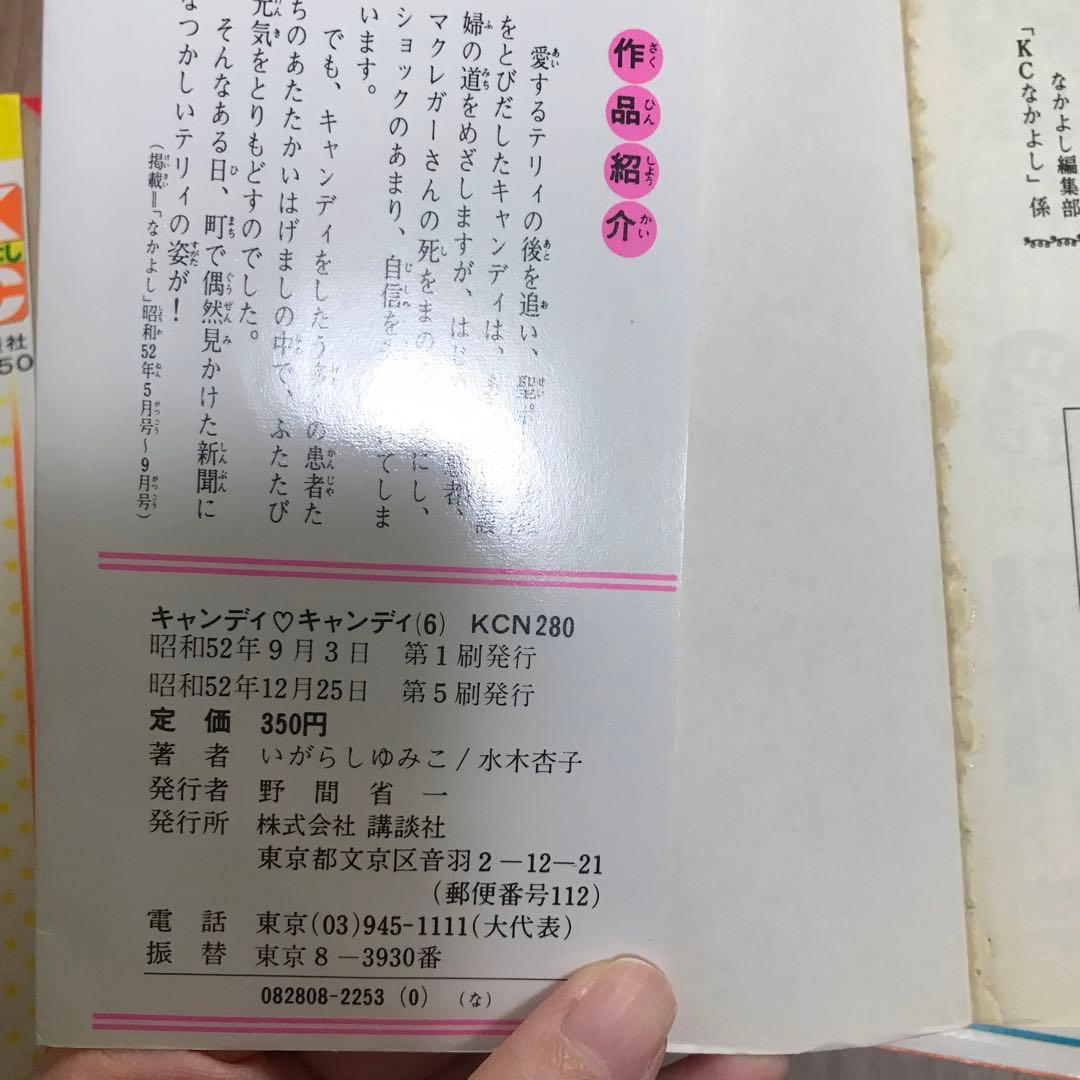 なかよし編集部
「KCなかよし」係
作品紹介
愛するテリィの後を追い、
をとびだしたキャンディは、
婦の道をめざしますが、はじ
マクレガーさんの死をまの
ショックのあまり、自信を
います。
でも、キャンディをしたう
ちのあたたかいはげましの中で、ふたたび
元気をとりもどすのでした。
そんなある日、町で偶然見かけた新聞に
なつかしいテリィの姿が!
(掲載=「なかよし」昭和52年5月号〜9月号)
キャンディ♡キャンディ(6) KCN280
昭和52年9月3日 第1刷発行
昭和52年12月25日 第5刷発行
定価 350円
著者 いがらしゆみこ/水木杏子
発行者 野間省一
発行所 株式会社 講談社
東京都文京区音羽2-12-21
(郵便番号112)
電話 東京(03)945-1111(大代表)
振替 東京8-3930番
082808-2253 (0) (な)